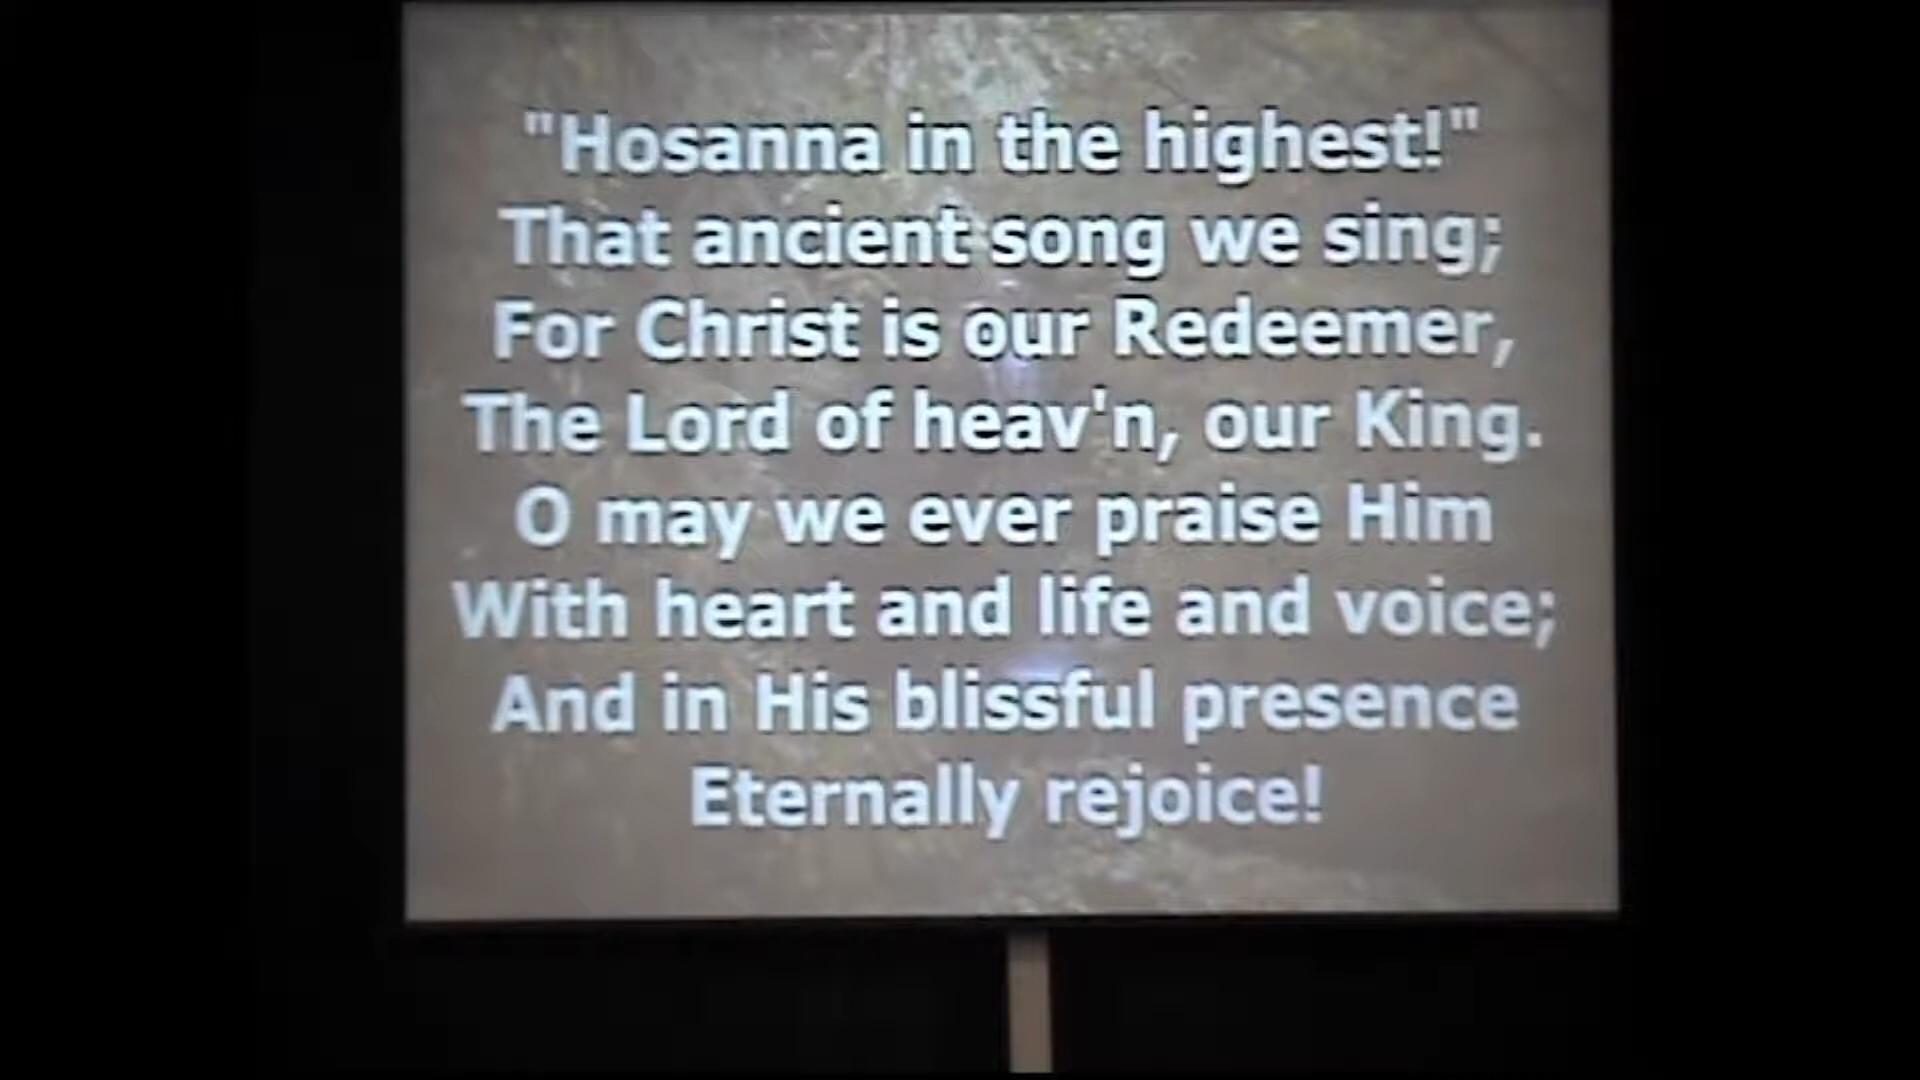 "Hosanna in the highest!"
That ancient song we sing;
For Christ is our Redeemer,
The Lord of heav'n, our King.
O may we ever praise Him
With heart and life and voice;
And in His blissful presence
Eternally rejoice!